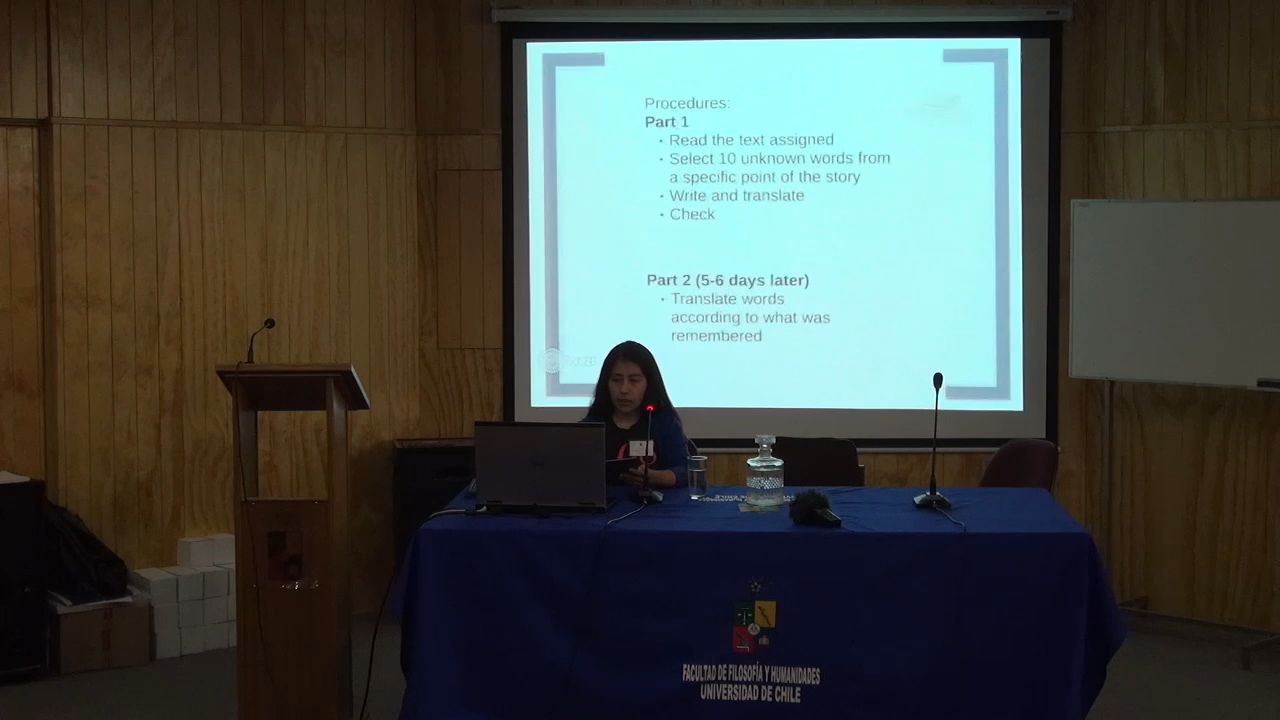 Procedures:
Part 1
• Read the text assigned
• Select 10 unknown words from
a specific point of the story
• Write and translate
• Check
Part 2 (5-6 days later)
• Translate words
according to what was
remembered
FACULTAD DE FILOSOFÍA Y HUMANIDADES
UNIVERSIDAD DE CHILE